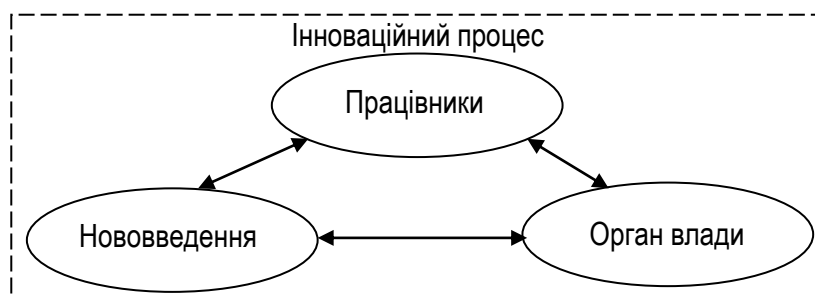 Інноваційний процес
Працівники
Нововведення
Орган влади